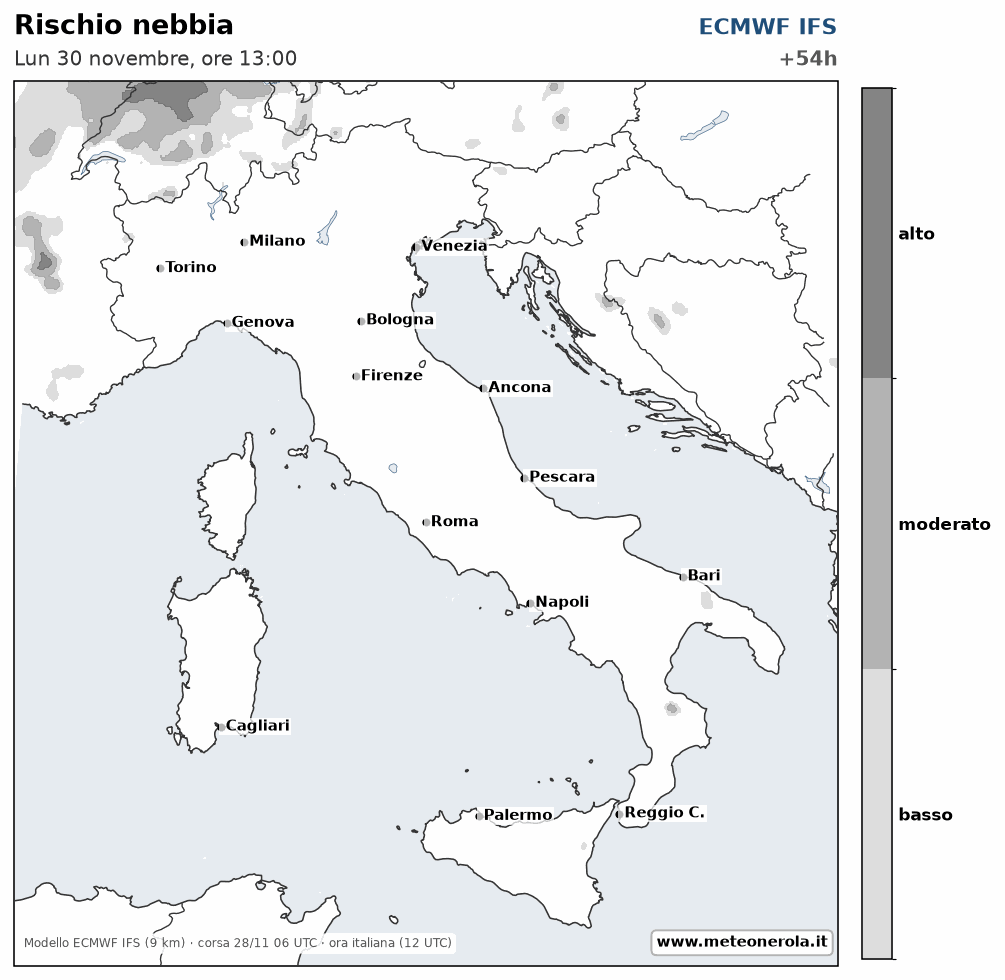 Rischio nebbia
ECMWF IFS
Lun 30 novembre, ore 13:00
+54h
alto
Milano
Venezia
Torino
Genova
Bologna
Firenze
Ancona
Pescara
Roma
moderato
Bari
Napoli
Cagliari
Palermo
Reggio C.
basso
Modello ECMWF IFS (9 km) · corsa 28/11 06 UTC · ora italiana (12 UTC)
www.meteonerola.it